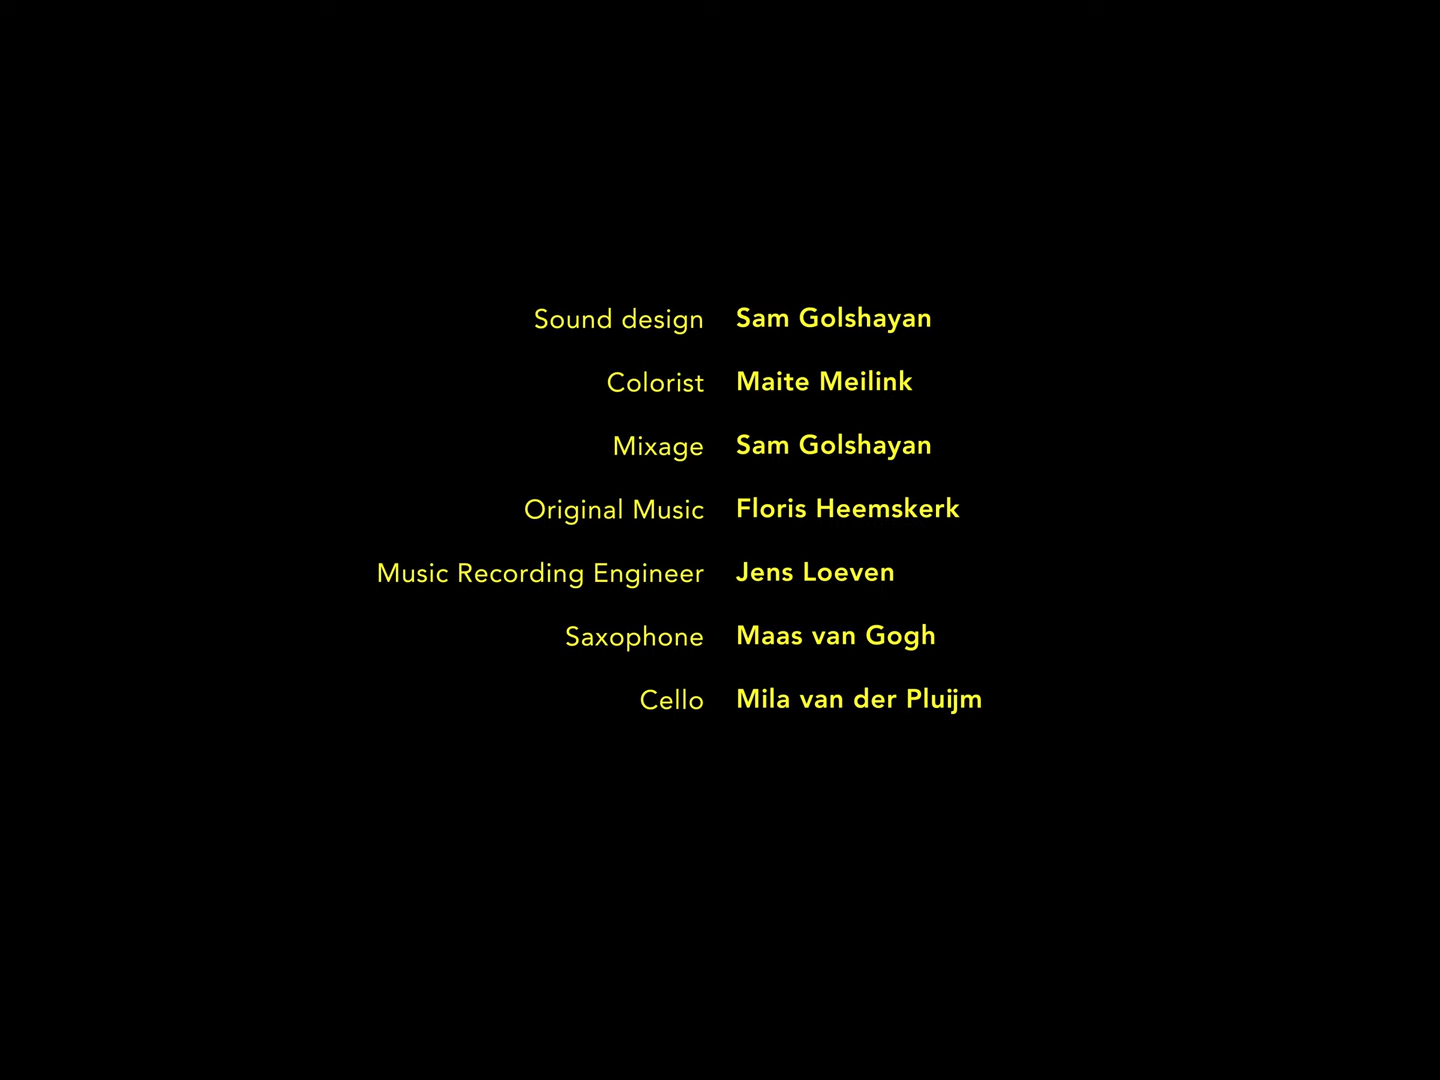 Sound design Sam Golshayan
Colorist Maite Meilink
Mixage Sam Golshayan
Original Music Floris Heemskerk
Music Recording Engineer Jens Loeven
Saxophone Maas van Gogh
Cello Mila van der Pluijm